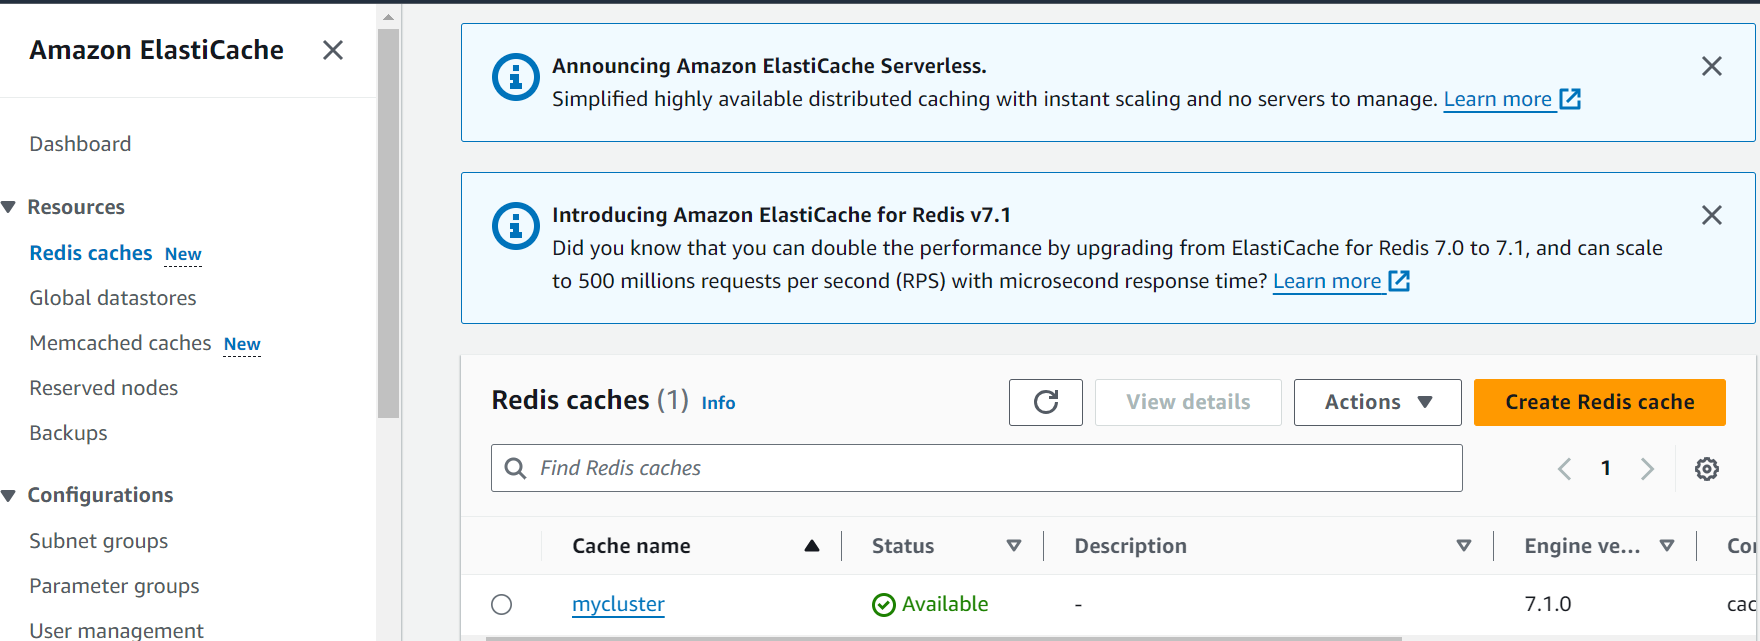 Amazon ElastiCache
Dashboard
Resources
Redis caches New
Global datastores
Memcached caches New
Reserved nodes
Backups
Configurations
Subnet groups
Parameter groups
User management
Announcing Amazon ElastiCache Serverless.
Simplified highly available distributed caching with instant scaling and no servers to manage. Learn more
Introducing Amazon ElastiCache for Redis v7.1
Did you know that you can double the performance by upgrading from ElastiCache for Redis 7.0 to 7.1, and can scale
to 500 millions requests per second (RPS) with microsecond response time? Learn more
Redis caches (1) Info
View details
Actions
Create Redis cache
Find Redis caches
1
Cache name Status Description Engine ve...
mycluster Available - 7.1.0